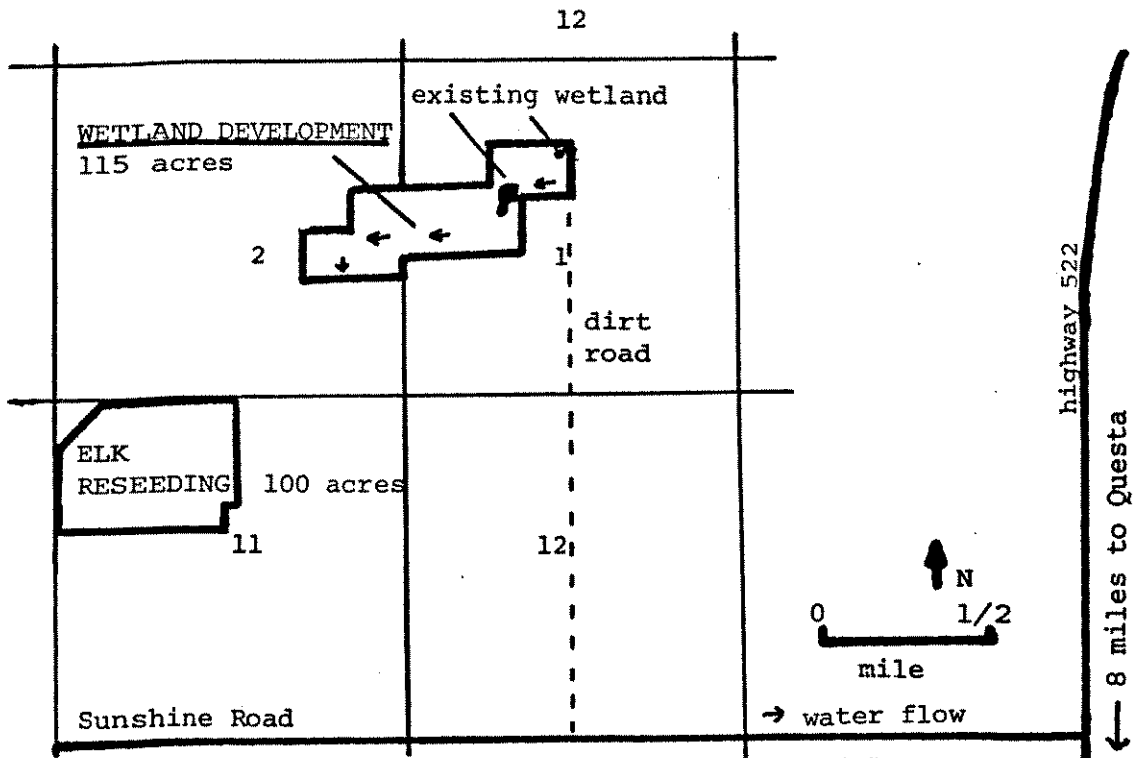 12
existing wetland
WETLAND DEVELOPMENT
115 acres
2
1
dirt
road
highway 522
ELK
RESEEDING 100 acres
11
12
N
0 1/2
mile
← 8 miles to Questa
Sunshine Road
→ water flow